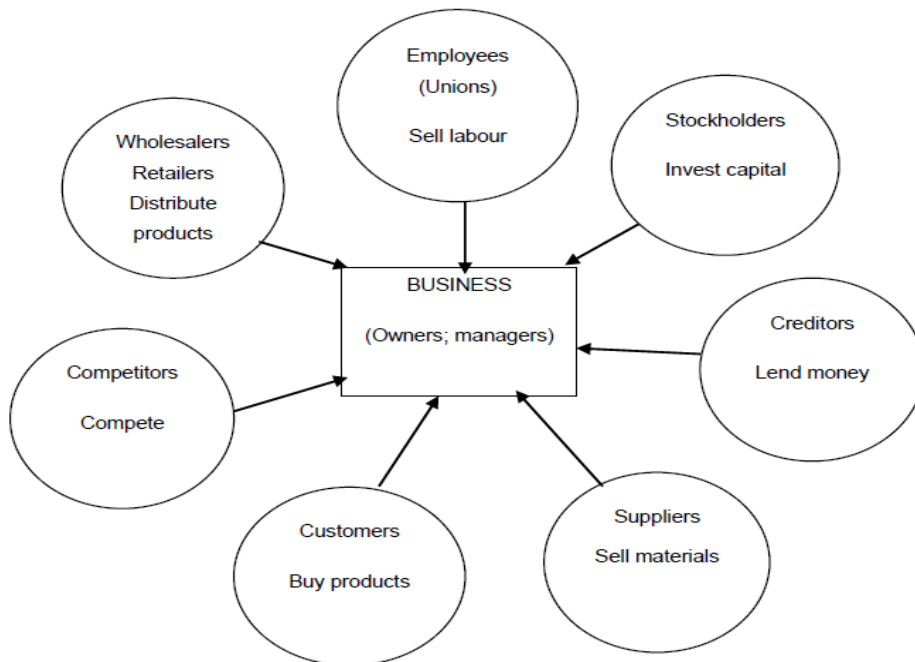 Employees
(Unions)
Sell labour
Stockholders
Invest capital
Wholesalers
Retailers
Distribute
products
BUSINESS
(Owners; managers)
Creditors
Lend money
Competitors
Compete
Customers
Buy products
Suppliers
Sell materials